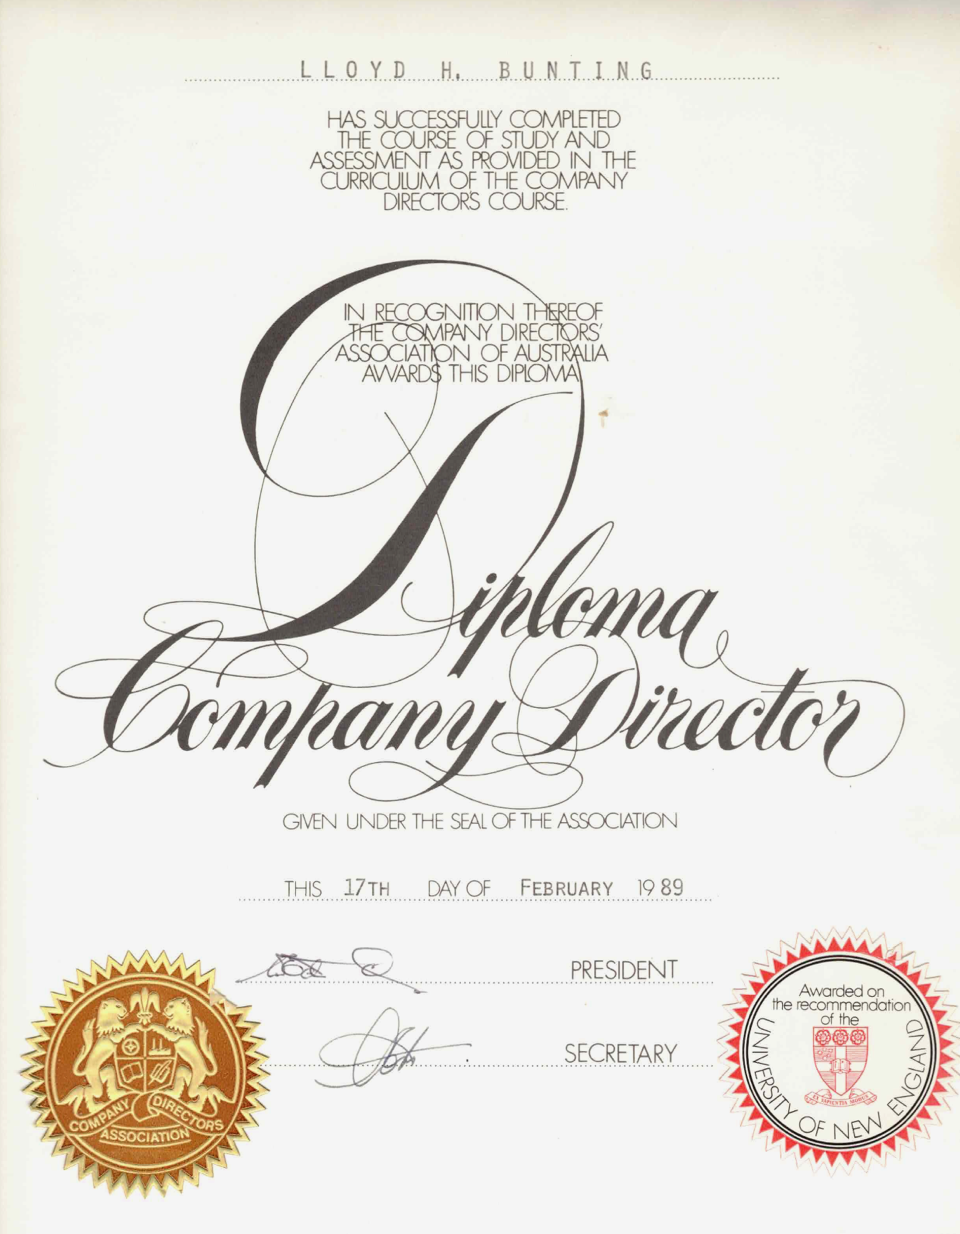 LLOYD H. BUNTING
HAS SUCCESSFULLY COMPLETED
THE COURSE OF STUDY AND
ASSESSMENT AS PROVIDED IN THE
CURRICULUM OF THE COMPANY
DIRECTORS COURSE.
IN RECOGNITION THEREOF
THE COMPANY DIRECTORS'
ASSOCIATION OF AUSTRALIA
AWARDS THIS DIPLOMA
Diploma
Company Director
GIVEN UNDER THE SEAL OF THE ASSOCIATION
THIS 17TH DAY OF FEBRUARY 1989
PRESIDENT
SECRETARY
COMPANY DIRECTORS
ASSOCIATION
Awarded on
the recommendation
of the
UNIVERSITY OF NEW ENGLAND